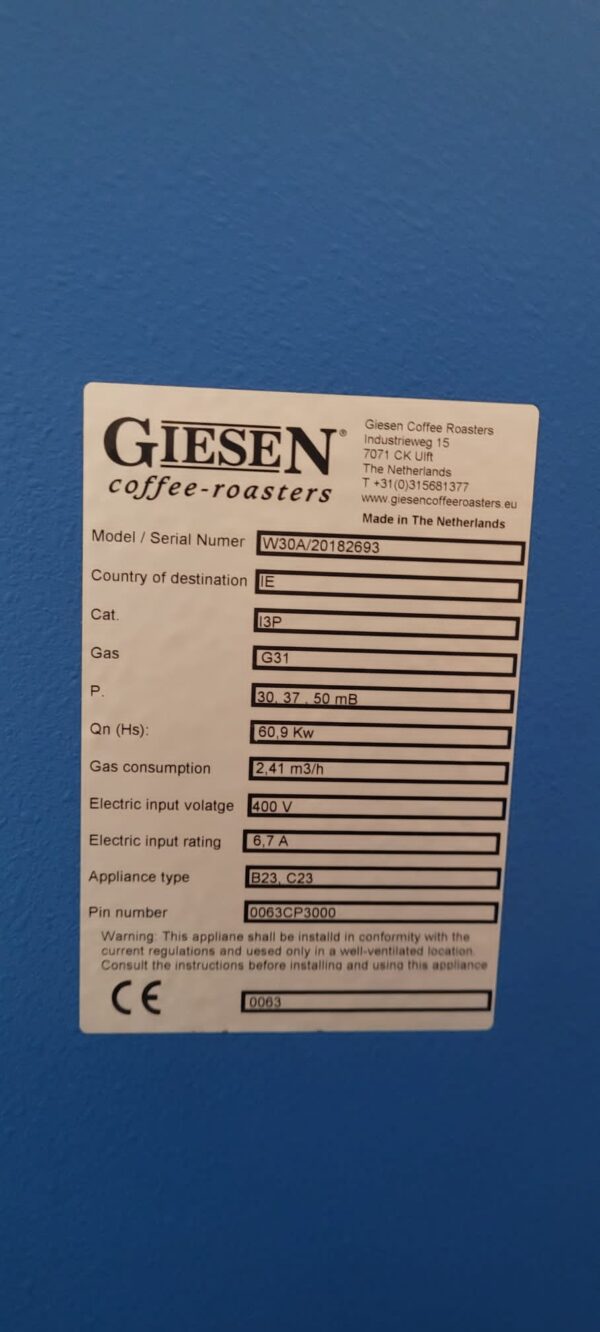 GIESEN®
coffee-roasters
Giesen Coffee Roasters
Industrieweg 15
7071 CK Ulft
The Netherlands
T +31(0)315681377
www.giesencoffeeroasters.eu
Made in The Netherlands
Model / Serial Numer W30A/20182693
Country of destination IE
Cat. I3P
Gas G31
P. 30, 37 , 50 mB
Qn (Hs): 60,9 Kw
Gas consumption 2,41 m3/h
Electric input volatge 400 V
Electric input rating 6,7 A
Appliance type B23, C23
Pin number 0063CP3000
Warning: This appliane shall be installd in conformity with the
current regulations and uesed only in a well-ventilated location.
Consult the instructions before installing and using this appliance
CE 0063